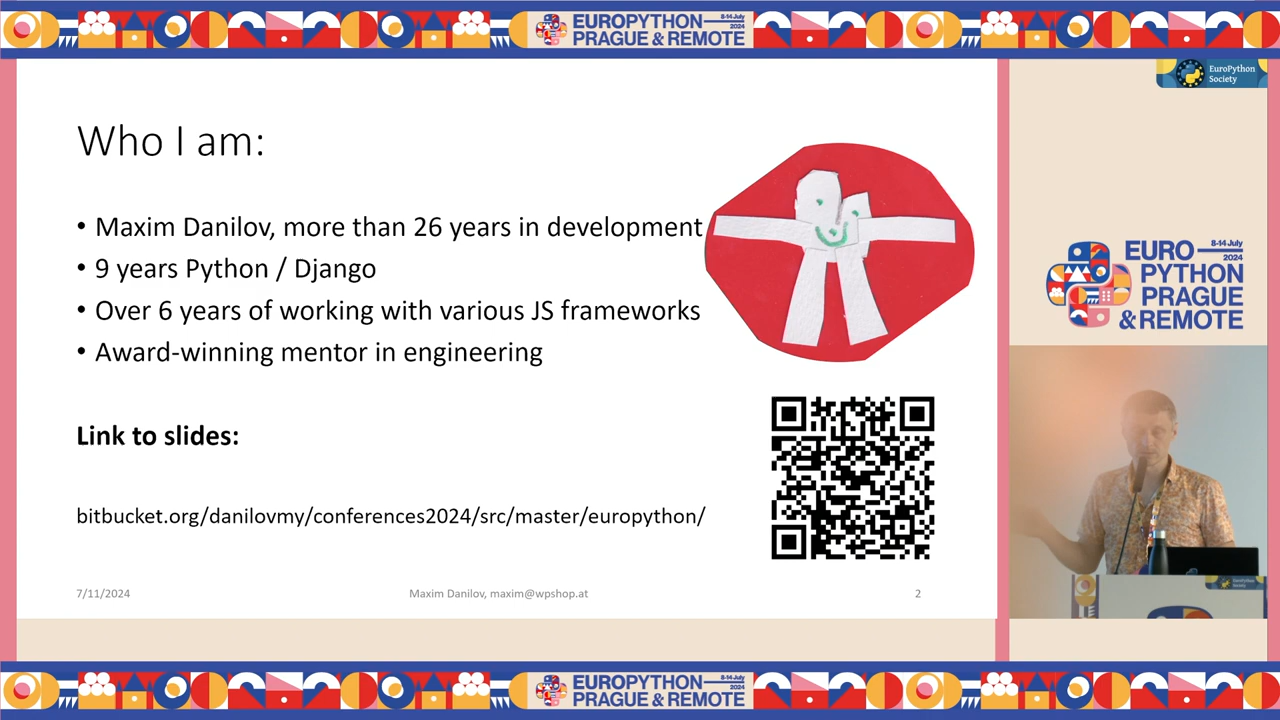 EUROPYTHON
8-14 July
2024
PRAGUE & REMOTE
EuroPython
Society
Who I am:
• Maxim Danilov, more than 26 years in development
• 9 years Python / Django
• Over 6 years of working with various JS frameworks
• Award-winning mentor in engineering
Link to slides:
bitbucket.org/danilovmy/conferences2024/src/master/europython/
7/11/2024
Maxim Danilov, maxim@wpshop.at
2
EURO
8-14 July
2024
PYTHON
PRAGUE
& REMOTE
EUROPYTHON
8-14 July
2024
PRAGUE & REMOTE